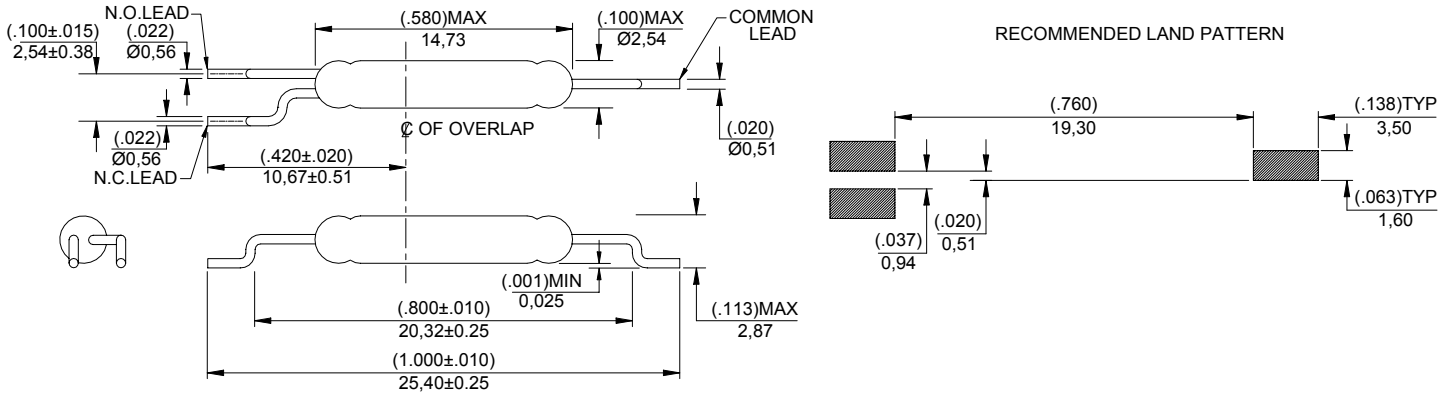 N.O.LEAD
(.100±.015)
2,54±0.38
(.022)
Ø0,56
(.580)MAX
14,73
(.100)MAX
Ø2,54
COMMON
LEAD
(.022)
Ø0,56
N.C.LEAD
℄ OF OVERLAP
(.420±.020)
10,67±0.51
(.020)
Ø0,51
(.001)MIN
0,025
(.800±.010)
20,32±0.25
(1.000±.010)
25,40±0.25
(.113)MAX
2,87
RECOMMENDED LAND PATTERN
(.760)
19,30
(.138)TYP
3,50
(.037)
0,94
(.020)
0,51
(.063)TYP
1,60